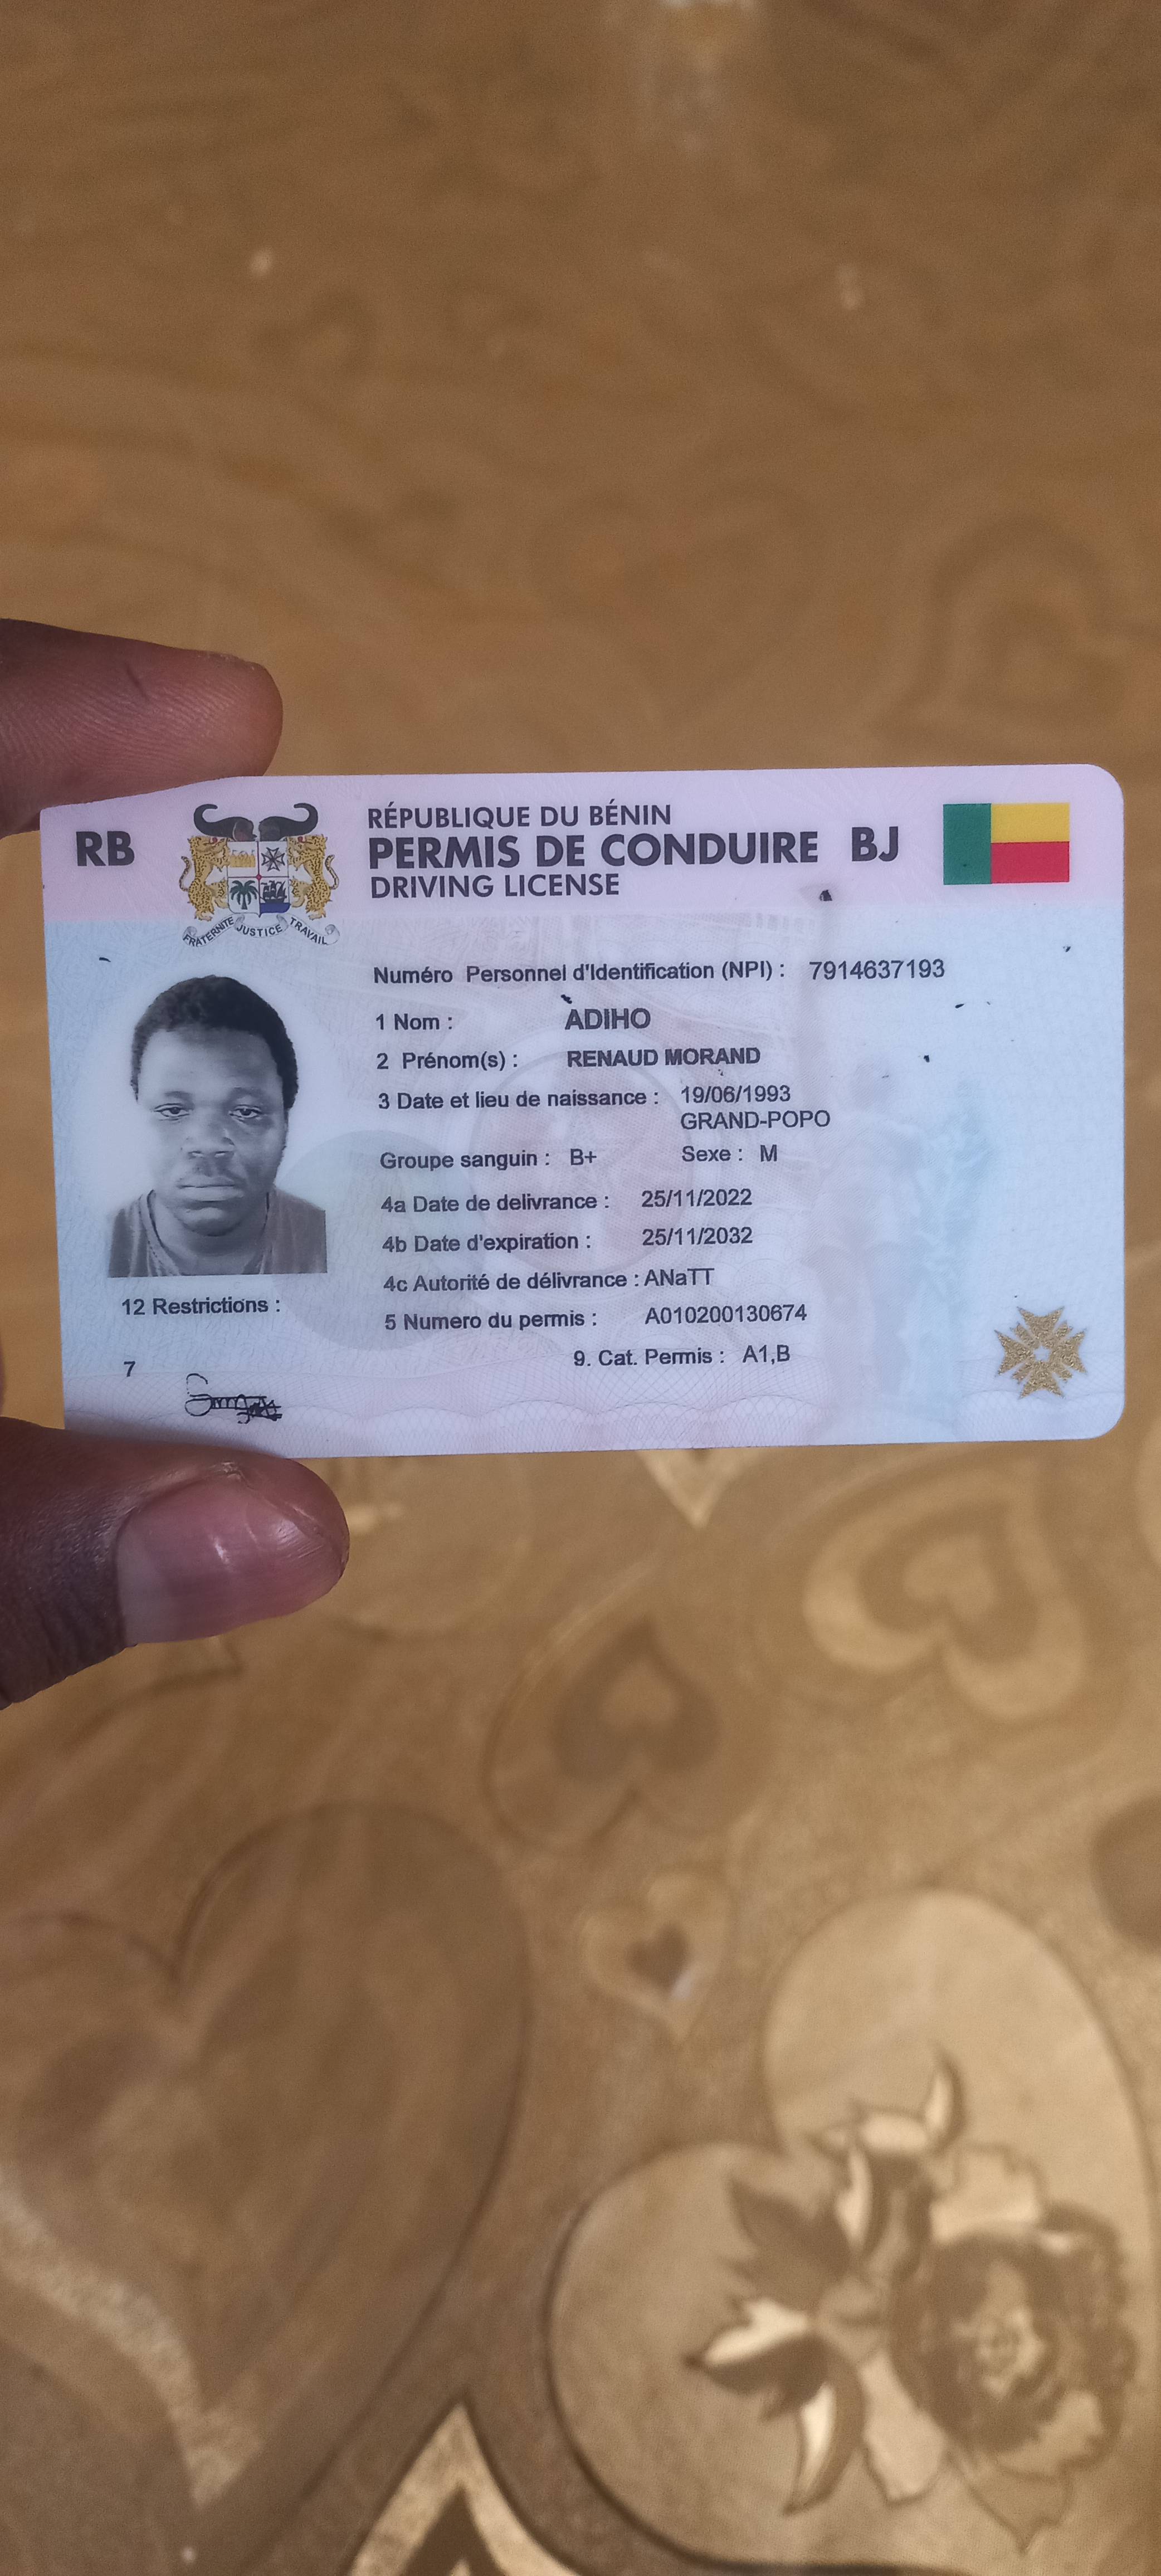 RB
RÉPUBLIQUE DU BÉNIN
PERMIS DE CONDUIRE BJ
DRIVING LICENSE
FRATERNITE JUSTICE TRAVAIL
Numéro Personnel d'Identification (NPI) : 7914637193
1 Nom : ADIHO
2 Prénom(s) : RENAUD MORAND
3 Date et lieu de naissance : 19/06/1993
GRAND-POPO
Groupe sanguin : B+ Sexe : M
4a Date de delivrance : 25/11/2022
4b Date d'expiration : 25/11/2032
4c Autorité de délivrance : ANaTT
12 Restrictions :
5 Numero du permis : A010200130674
9. Cat. Permis : A1,B
7